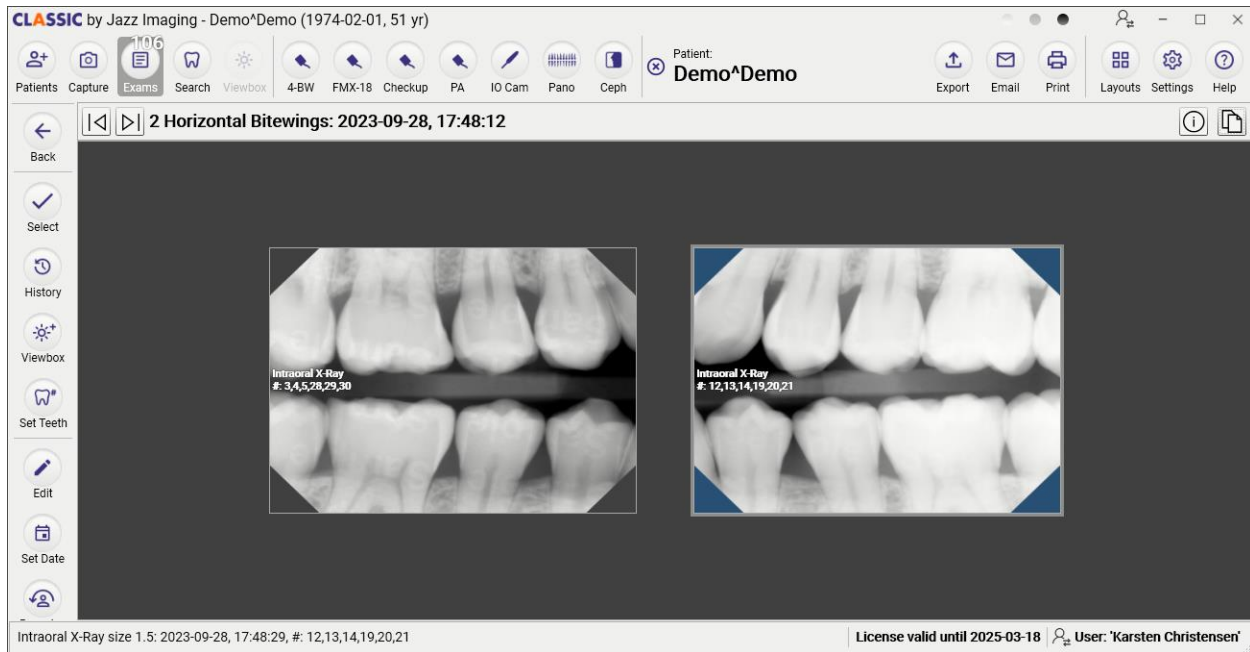 CLASSIC by Jazz Imaging - Demo^Demo (1974-02-01, 51 yr)
106
Patients
Capture
Exams
Search
Viewbox
4-BW
FMX-18
Checkup
PA
IO Cam
Pano
Ceph
Patient:
Demo^Demo
Export
Email
Print
Layouts
Settings
Help
Back
2 Horizontal Bitewings: 2023-09-28, 17:48:12
Select
History
Viewbox
Set Teeth
Edit
Set Date
Intraoral X-Ray
#: 3,4,5,28,29,30
Intraoral X-Ray
#: 12,13,14,19,20,21
Intraoral X-Ray size 1.5: 2023-09-28, 17:48:29, #: 12,13,14,19,20,21
License valid until 2025-03-18
User: 'Karsten Christensen'